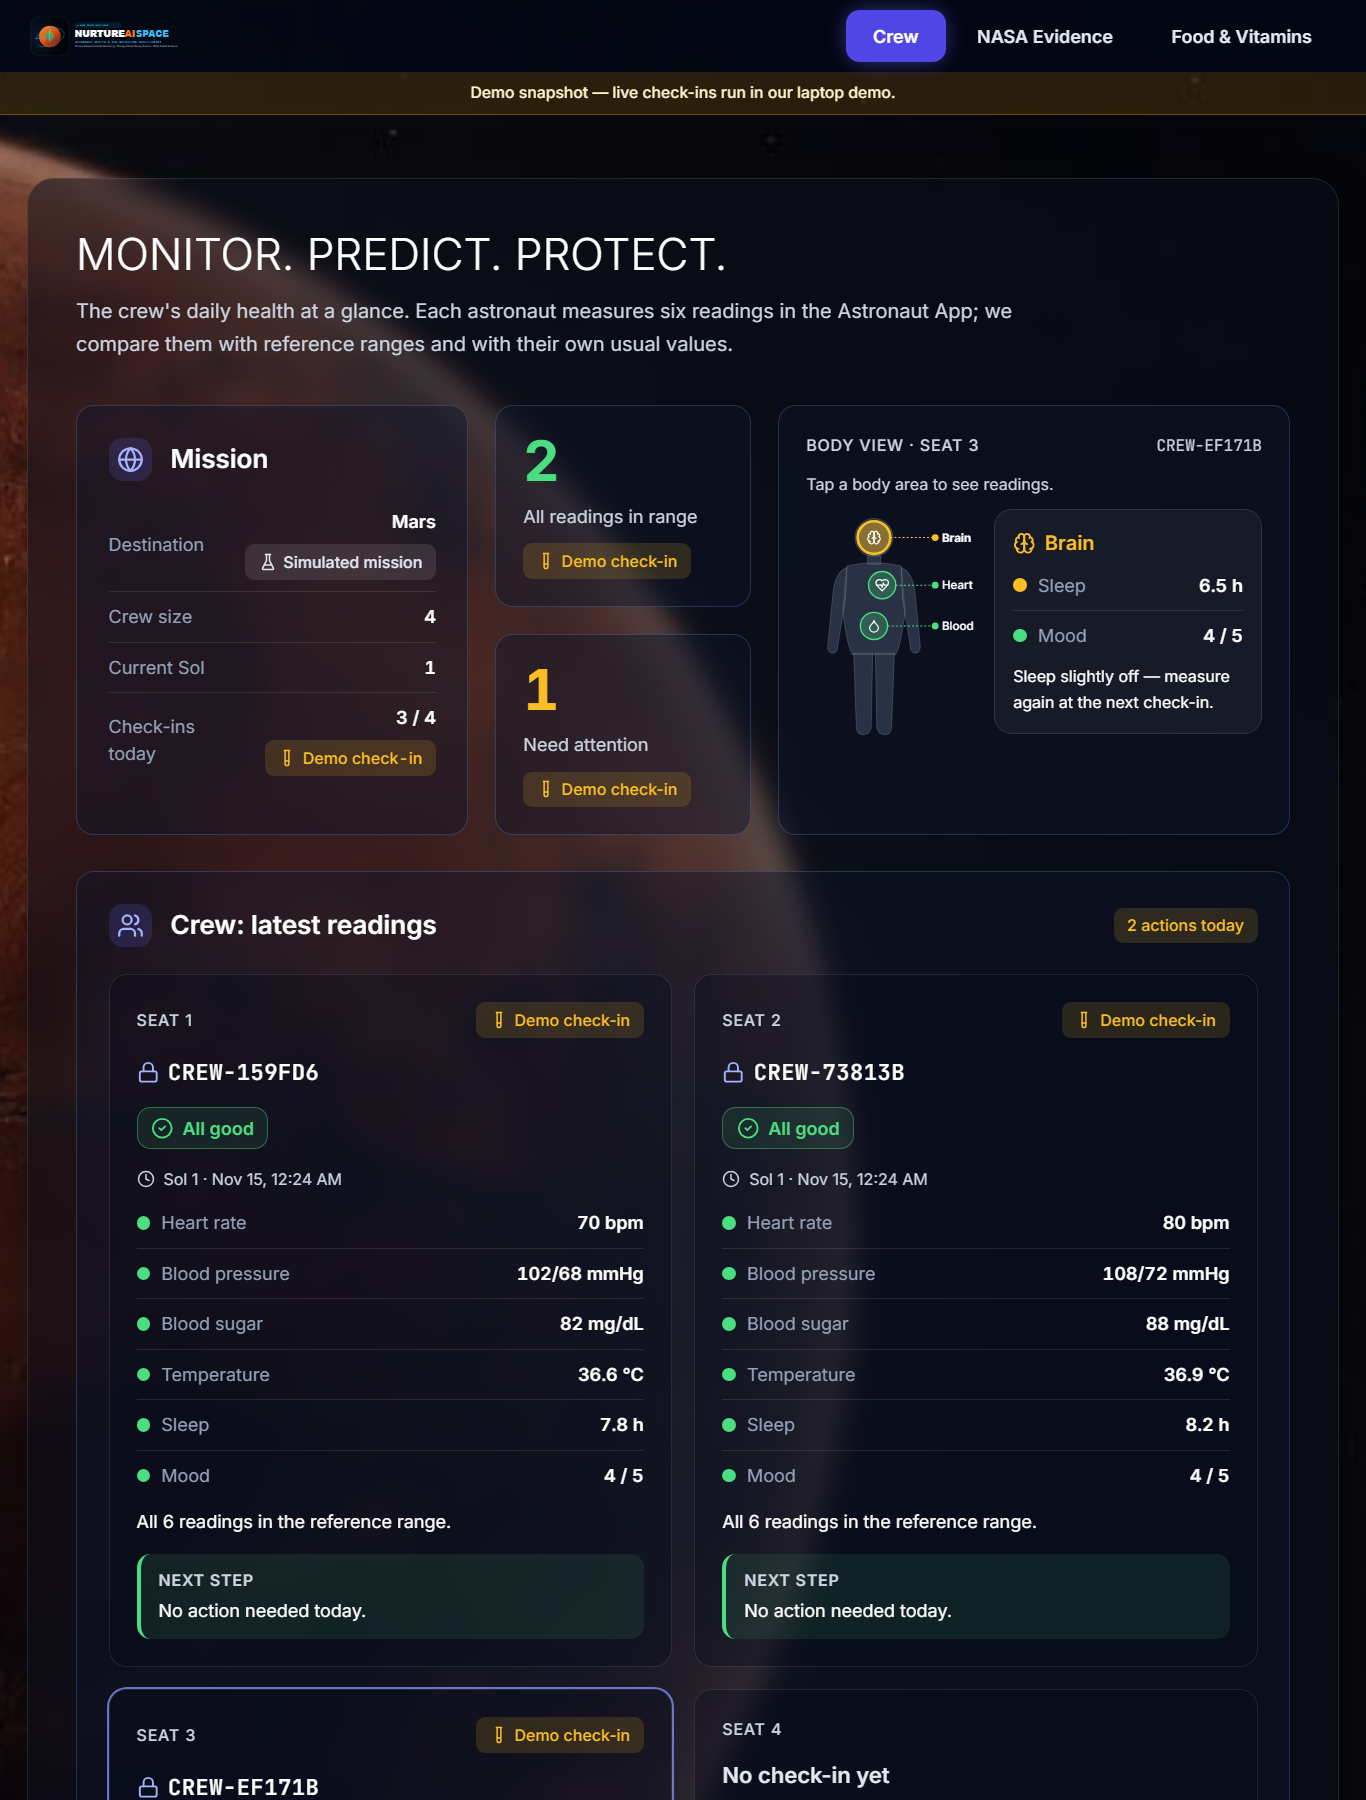 NURTUREAISPACE
Crew
NASA Evidence
Food & Vitamins
Demo snapshot — live check-ins run in our laptop demo.
MONITOR. PREDICT. PROTECT.
The crew's daily health at a glance. Each astronaut measures six readings in the Astronaut App; we
compare them with reference ranges and with their own usual values.
Mission
Destination
Mars
Simulated mission
Crew size
4
Current Sol
1
Check-ins
today
3 / 4
Demo check-in
2
All readings in range
Demo check-in
1
Need attention
Demo check-in
BODY VIEW · SEAT 3
CREW-EF171B
Tap a body area to see readings.
Brain
Heart
Blood
Brain
Sleep
6.5 h
Mood
4 / 5
Sleep slightly off — measure
again at the next check-in.
Crew: latest readings
2 actions today
SEAT 1
Demo check-in
CREW-159FD6
All good
Sol 1 · Nov 15, 12:24 AM
Heart rate
70 bpm
Blood pressure
102/68 mmHg
Blood sugar
82 mg/dL
Temperature
36.6 °C
Sleep
7.8 h
Mood
4 / 5
All 6 readings in the reference range.
NEXT STEP
No action needed today.
SEAT 2
Demo check-in
CREW-73813B
All good
Sol 1 · Nov 15, 12:24 AM
Heart rate
80 bpm
Blood pressure
108/72 mmHg
Blood sugar
88 mg/dL
Temperature
36.9 °C
Sleep
8.2 h
Mood
4 / 5
All 6 readings in the reference range.
NEXT STEP
No action needed today.
SEAT 3
Demo check-in
CREW-EF171B
SEAT 4
No check-in yet